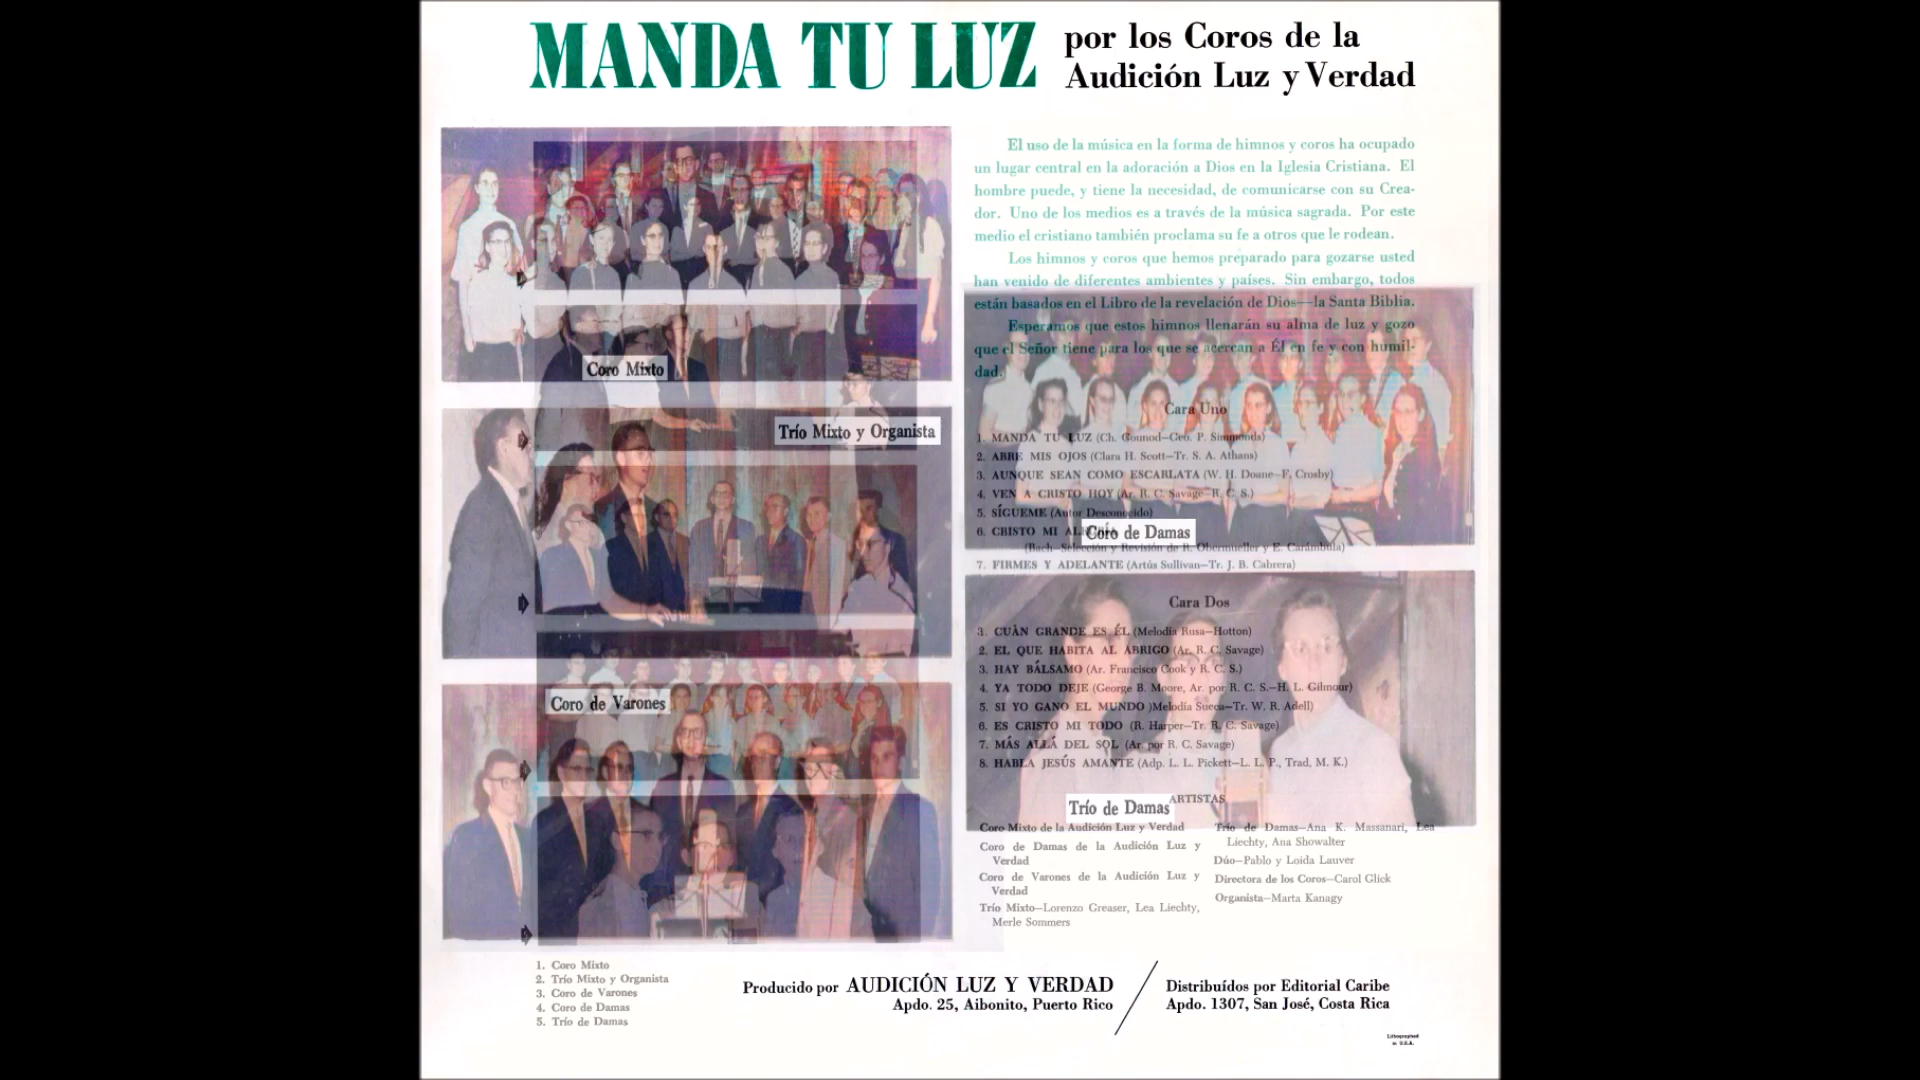 MANDA TU LUZ
por los Coros de la
Audición Luz y Verdad
El uso de la música en la forma de himnos y coros ha ocupado
un lugar central en la adoración a Dios en la Iglesia Cristiana. El
hombre puede, y tiene la necesidad, de comunicarse con su Crea-
dor. Uno de los medios es a través de la música sagrada. Por este
medio el cristiano también proclama su fe a otros que le rodean.
Los himnos y coros que hemos preparado para gozarse usted
han venido de diferentes ambientes y países. Sin embargo, todos
están basados en el Libro de la revelación de Dios—la Santa Biblia.
Esperamos que estos himnos llenarán su alma de luz y gozo
que el Señor tiene para los que se acercan a Él en fe y con humil-
dad.
Coro Mixto
Trío Mixto y Organista
Coro de Varones
Cara Uno
1. MANDA TU LUZ (Ch. Gounod—Geo. P. Simmonds)
2. ABRE MIS OJOS (Clara H. Scott—Tr. S. A. Athans)
3. AUNQUE SEAN COMO ESCARLATA (W. H. Doane—F. Crosby)
4. VEN A CRISTO HOY (Ar. R. C. Savage—R. C. S.)
5. SÍGUEME (Autor Desconocido)
6. CRISTO MI
Coro de Damas
(Bach—Selección y Revisión de R. Obermueller y E. Carámbula)
7. FIRMES Y ADELANTE (Artús Sullivan—Tr. J. B. Cabrera)
Cara Dos
3. CUÀN GRANDE ES ÉL (Melodía Rusa—Hotton)
2. EL QUE HABITA AL ABRIGO (Ar. R. C. Savage)
3. HAY BÁLSAMO (Ar. Francisco Cook y R. C. S.)
4. YA TODO DEJE (George B. Moore, Ar. por R. C. S.—H. L. Gilmour)
5. SI YO GANO EL MUNDO )Melodía Sueca—Tr. W. R. Adell)
6. ES CRISTO MI TODO (R. Harper—Tr. R. C. Savage)
7. MÁS ALLÁ DEL SOL (Ar. por R. C. Savage)
8. HABLA JESÚS AMANTE (Adp. L. L. Pickett—L. L. P., Trad. M. K.)
Trío de Damas
ARTISTAS
Coro Mixto de la Audición Luz y Verdad
Coro de Damas de la Audición Luz y
Verdad
Coro de Varones de la Audición Luz y
Verdad
Trío Mixto—Lorenzo Greaser, Lea Liechty,
Merle Sommers
Trío de Damas—Ana K. Massanari, Lea
Liechty, Ana Showalter
Dúo—Pablo y Loida Lauver
Directora de los Coros—Carol Glick
Organista—Marta Kanagy
1. Coro Mixto
2. Trío Mixto y Organista
3. Coro de Varones
4. Coro de Damas
5. Trío de Damas
Producido por AUDICIÓN LUZ Y VERDAD
Apdo. 25, Aibonito, Puerto Rico
Distribuídos por Editorial Caribe
Apdo. 1307, San José, Costa Rica
Lithographed
in U.S.A.